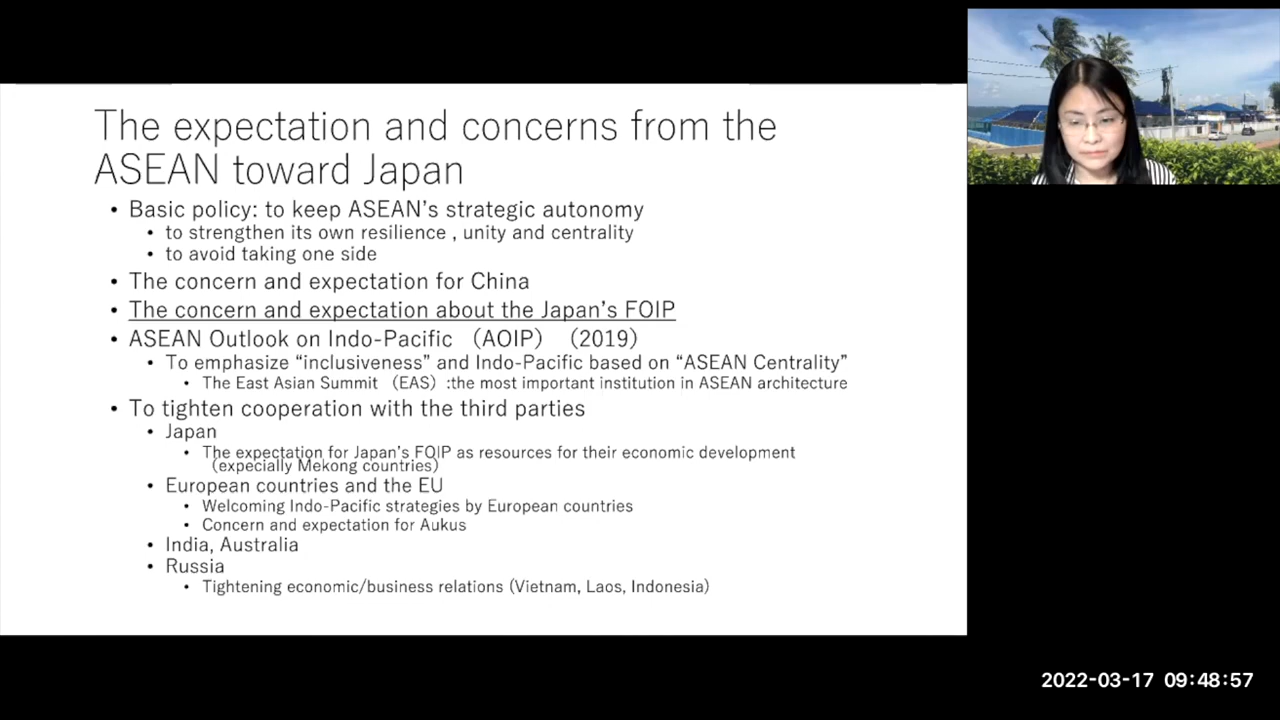 The expectation and concerns from the
ASEAN toward Japan
• Basic policy: to keep ASEAN’s strategic autonomy
• to strengthen its own resilience , unity and centrality
• to avoid taking one side
• The concern and expectation for China
• The concern and expectation about the Japan’s FOIP
• ASEAN Outlook on Indo-Pacific （AOIP） （2019）
• To emphasize “inclusiveness” and Indo-Pacific based on “ASEAN Centrality”
• The East Asian Summit （EAS）:the most important institution in ASEAN architecture
• To tighten cooperation with the third parties
• Japan
• The expectation for Japan’s FOIP as resources for their economic development
（expecially Mekong countries）
• European countries and the EU
• Welcoming Indo-Pacific strategies by European countries
• Concern and expectation for Aukus
• India, Australia
• Russia
• Tightening economic/business relations (Vietnam, Laos, Indonesia)
2022-03-17 09:48:57